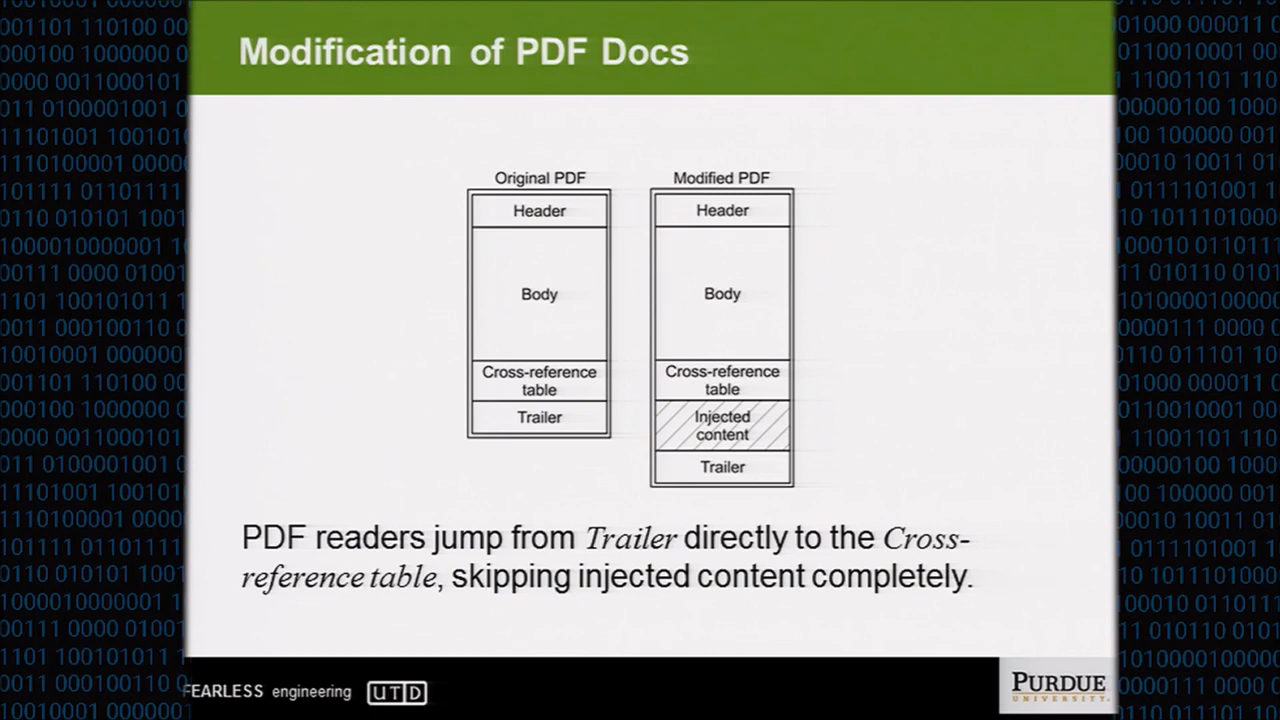 Modification of PDF Docs
Original PDF
Header
Body
Cross-reference
table
Trailer
Modified PDF
Header
Body
Cross-reference
table
Injected
content
Trailer
PDF readers jump from Trailer directly to the Cross-
reference table, skipping injected content completely.
FEARLESS engineering
UTD
PURDUE
UNIVERSITY